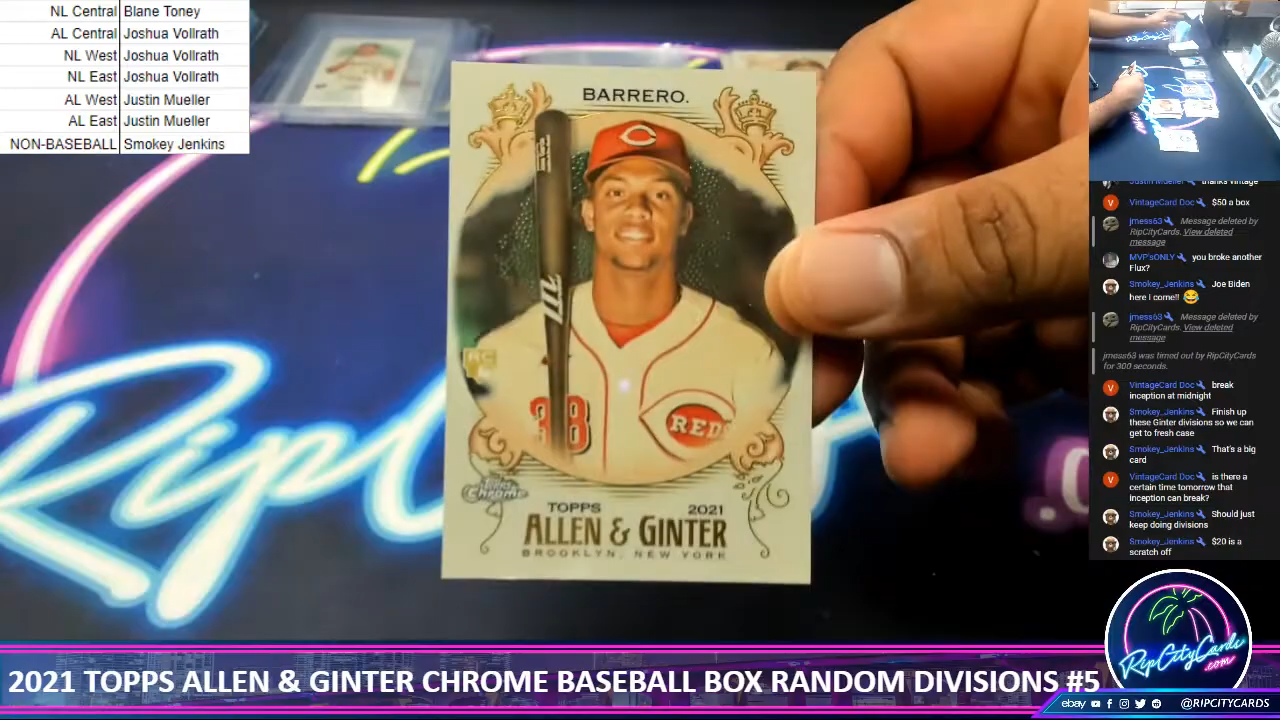 NL Central Blane Toney
AL Central Joshua Vollrath
NL West Joshua Vollrath
NL East Joshua Vollrath
AL West Justin Mueller
AL East Justin Mueller
NON-BASEBALL Smokey Jenkins
BARRERO.
RC
38
REDS
Topps
Chrome
TOPPS 2021
ALLEN & GINTER
BROOKLYN, NEW YORK
Justin Mueller thanks vintage
VintageCard Doc $50 a box
jmess63 Message deleted by
RipCityCards. View deleted
message
MVP'sONLY you broke another
Flux?
Smokey_Jenkins Joe Biden
here I come!! 😂
jmess63 Message deleted by
RipCityCards. View deleted
message
jmess63 was timed out by RipCityCards
for 300 seconds.
VintageCard Doc break
inception at midnight
Smokey_Jenkins Finish up
these Ginter divisions so we can
get to fresh case
Smokey_Jenkins That's a big
card
VintageCard Doc is there a
certain time tomorrow that
inception can break?
Smokey_Jenkins Should just
keep doing divisions
Smokey_Jenkins $20 is a
scratch off
RipCityCards
.com
2021 TOPPS ALLEN & GINTER CHROME BASEBALL BOX RANDOM DIVISIONS #5
ebay @RIPCITYCARDS